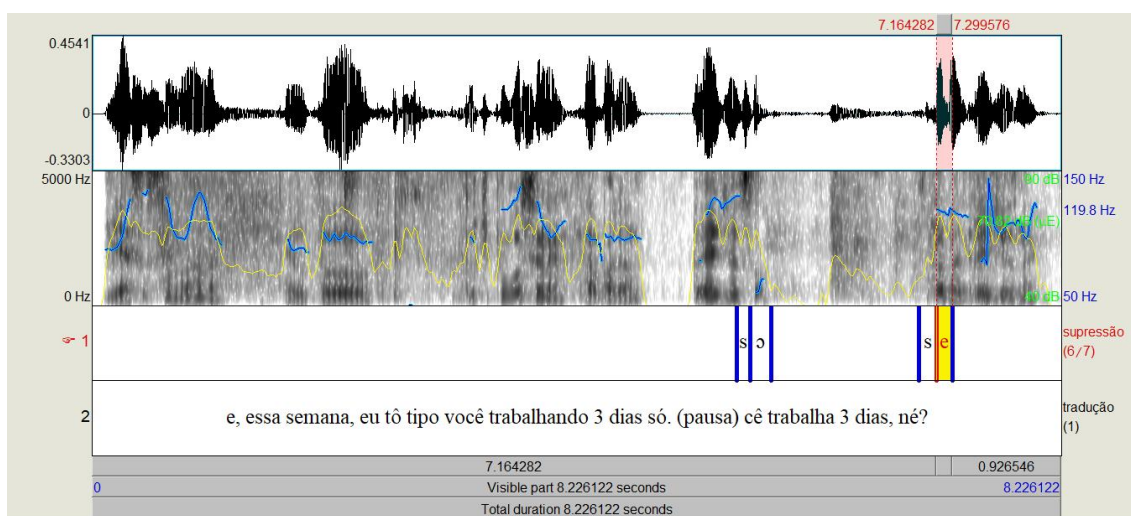 7.164282 7.299576
0.4541
0
-0.3303
5000 Hz
90 dB 150 Hz
119.8 Hz
0 Hz
50 Hz
☞ 1
s ɔ s e
supressão
(6/7)
2
e, essa semana, eu tô tipo você trabalhando 3 dias só. (pausa) cê trabalha 3 dias, né?
tradução
(1)
7.164282 0.926546
0 Visible part 8.226122 seconds 8.226122
Total duration 8.226122 seconds